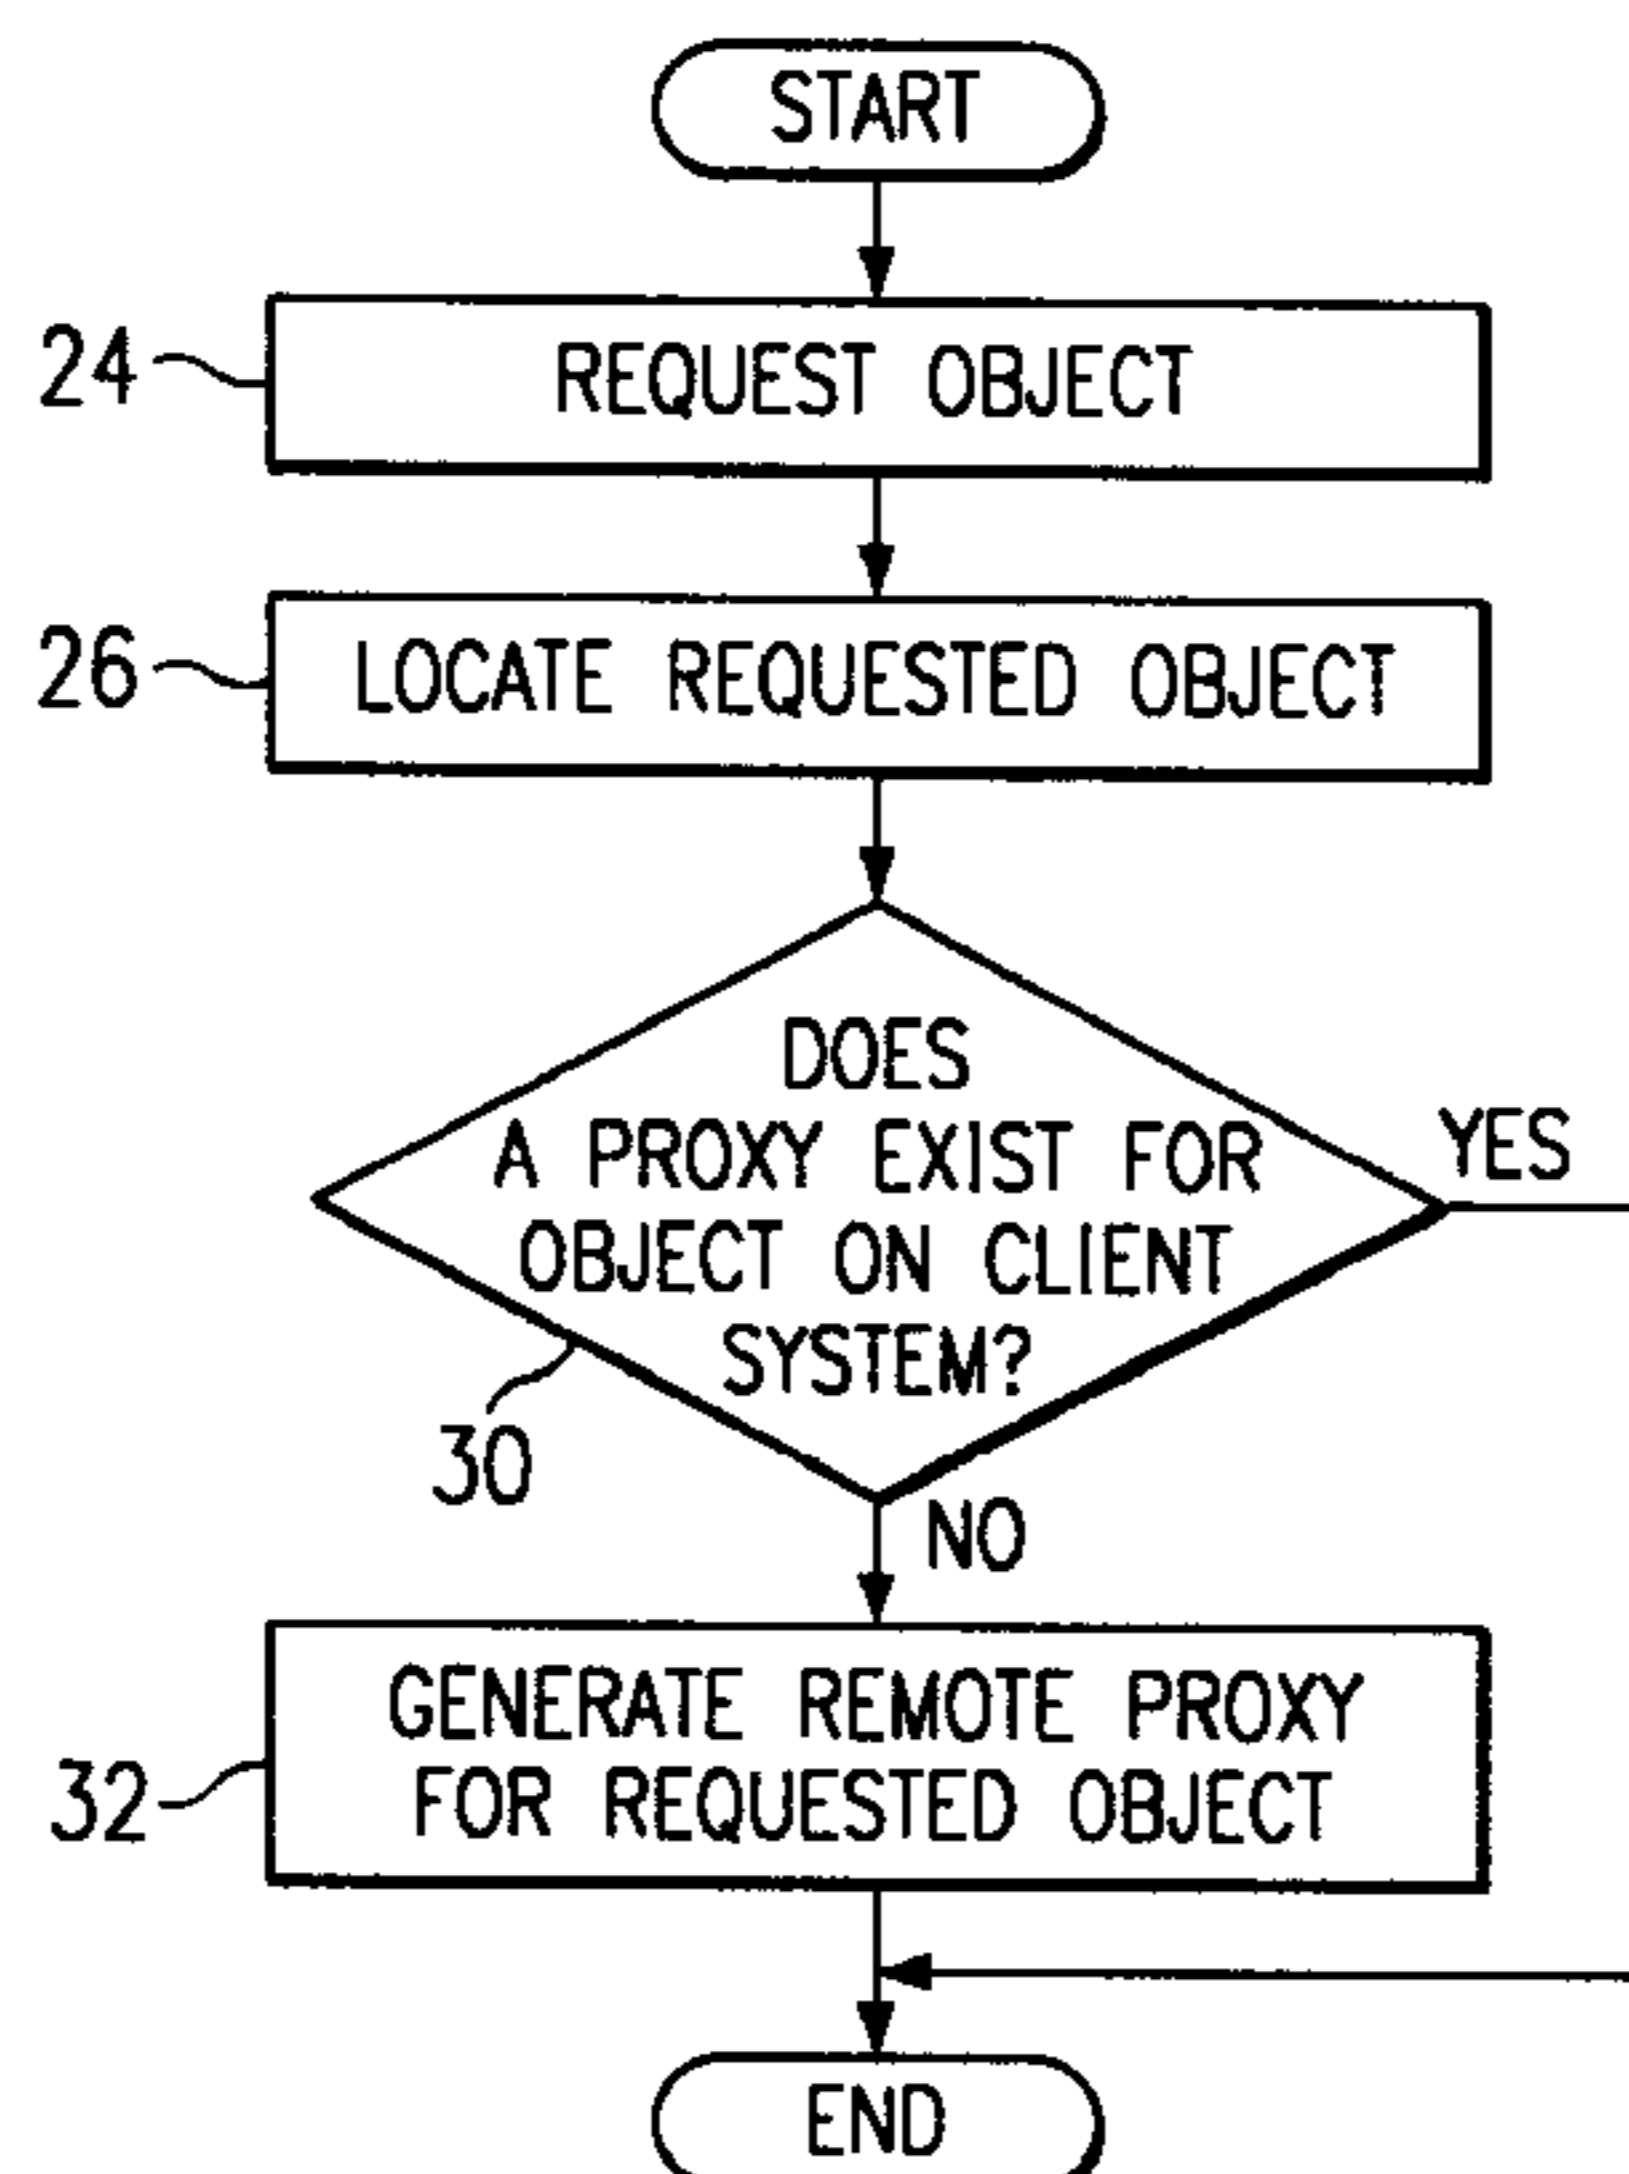 START
24
REQUEST OBJECT
26
LOCATE REQUESTED OBJECT
DOES
A PROXY EXIST FOR
OBJECT ON CLIENT
SYSTEM?
YES
30
NO
GENERATE REMOTE PROXY
FOR REQUESTED OBJECT
32
END